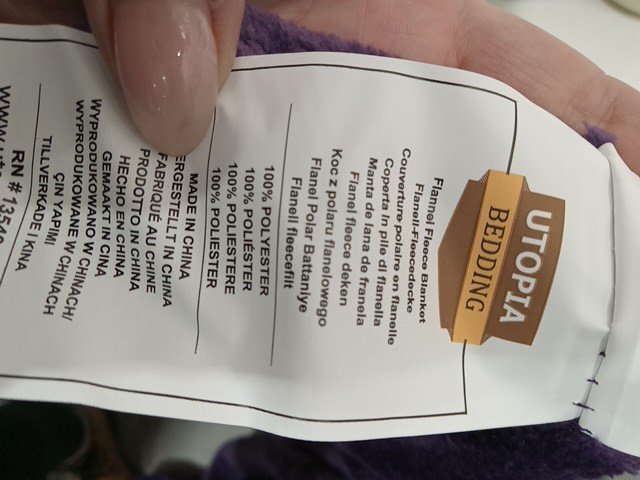 UTOPIA
BEDDING
Flannel Fleece Blanket
Flanell-Fleecedecke
Couverture polaire en flanelle
Coperta in pile di flanella
Manta de lana de franela
Flanel fleece deken
Koc z polaru flanelowego
Flanel Polar Battaniye
Flanell fleecefilt
100% POLYESTER
100% POLIÉSTER
100% POLIESTERE
100% POLIESTER
MADE IN CHINA
ERGESTELLT IN CHINA
FABRIQUÉ AU CHINE
PRODOTTO IN CHINA
HECHO EN CHINA
GEMAAKT IN CINA
WYPRODUKOWANO W CHINACH/
WYPRODUKOWANE W CHINACH
ÇIN YAPIMI
TILLVERKADE I KINA
RN #